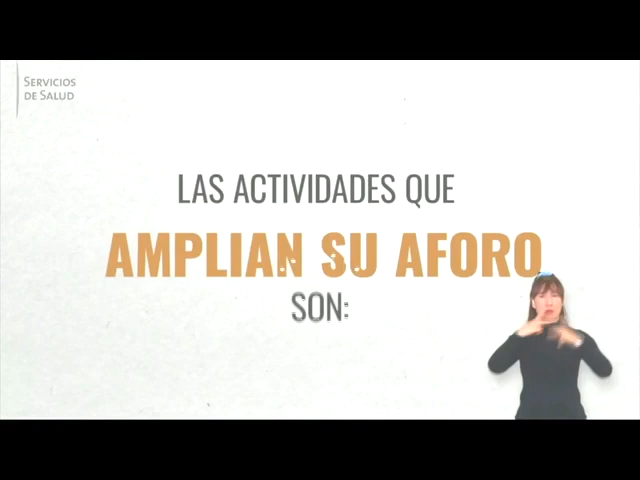 SERVICIOS
DE SALUD
LAS ACTIVIDADES QUE
AMPLIAN SU AFORO
SON: